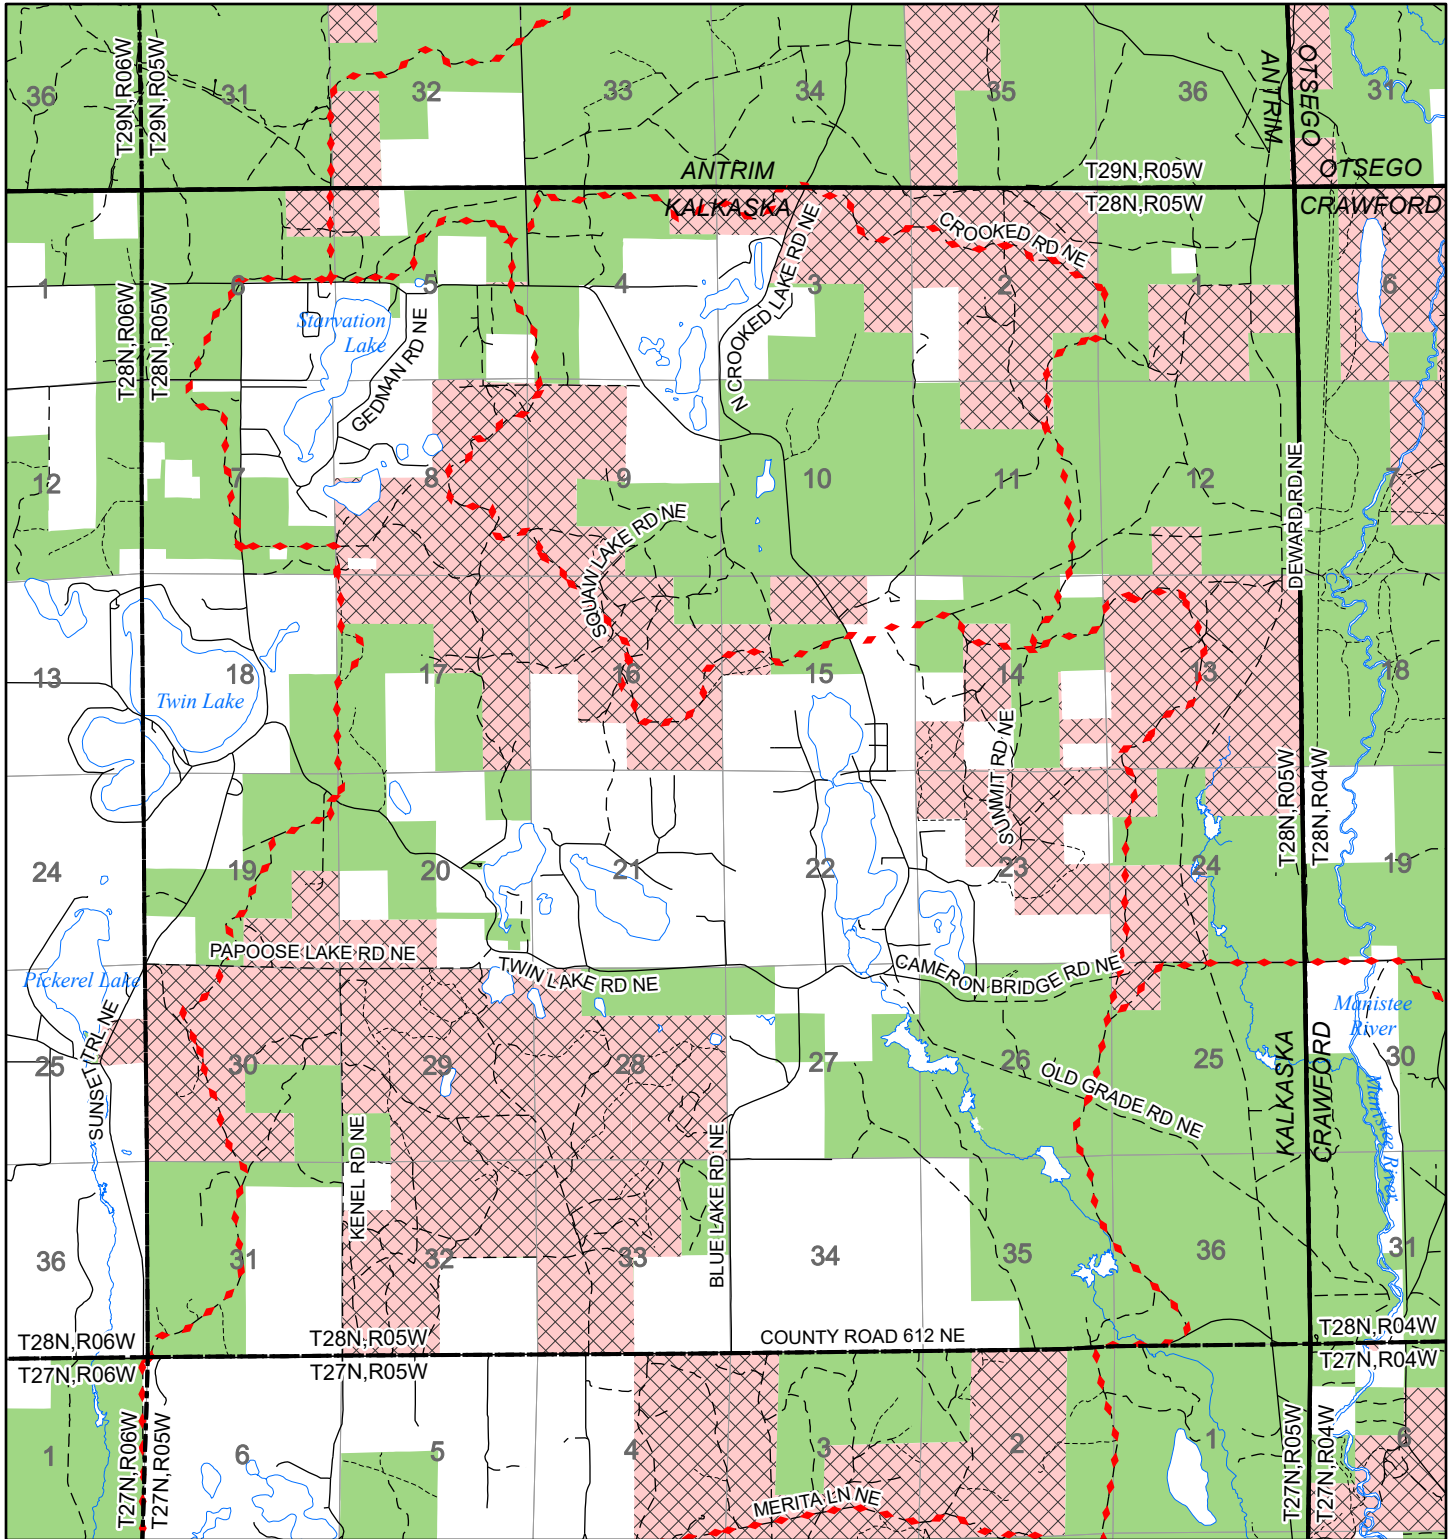 36
T29N,R06W
T29N,R05W
31
32
33
34
35
36
ANTRIM
OTSEGO
31
ANTRIM
T29N,R05W
OTSEGO
KALKASKA
T28N,R05W
CRAWFORD
1
T28N,R06W
T28N,R05W
6
5
4
N CROOKED LAKE RD NE
3
CROOKED RD NE
2
1
6
Starvation
Lake
GEDMAN RD NE
12
7
8
9
10
11
12
DEWARD RD NE
7
SQUAW LAKE RD NE
13
18
17
16
15
14
13
18
Twin Lake
SUMMIT RD NE
T28N,R05W
T28N,R04W
24
19
20
21
22
23
24
19
PAPOOSE LAKE RD NE
TWIN LAKE RD NE
CAMERON BRIDGE RD NE
Pickerel Lake
Manistee
River
SUNSET TRL NE
25
30
29
28
27
26
25
30
KALKASKA
CRAWFORD
OLD GRADE RD NE
Manistee River
KENEL RD NE
BLUE LAKE RD NE
36
31
32
33
34
35
36
31
T28N,R06W
T28N,R05W
COUNTY ROAD 612 NE
T28N,R04W
T27N,R06W
T27N,R05W
T27N,R04W
1
T27N,R06W
T27N,R05W
6
5
4
3
2
1
T27N,R05W
T27N,R04W
6
MERITA LN NE